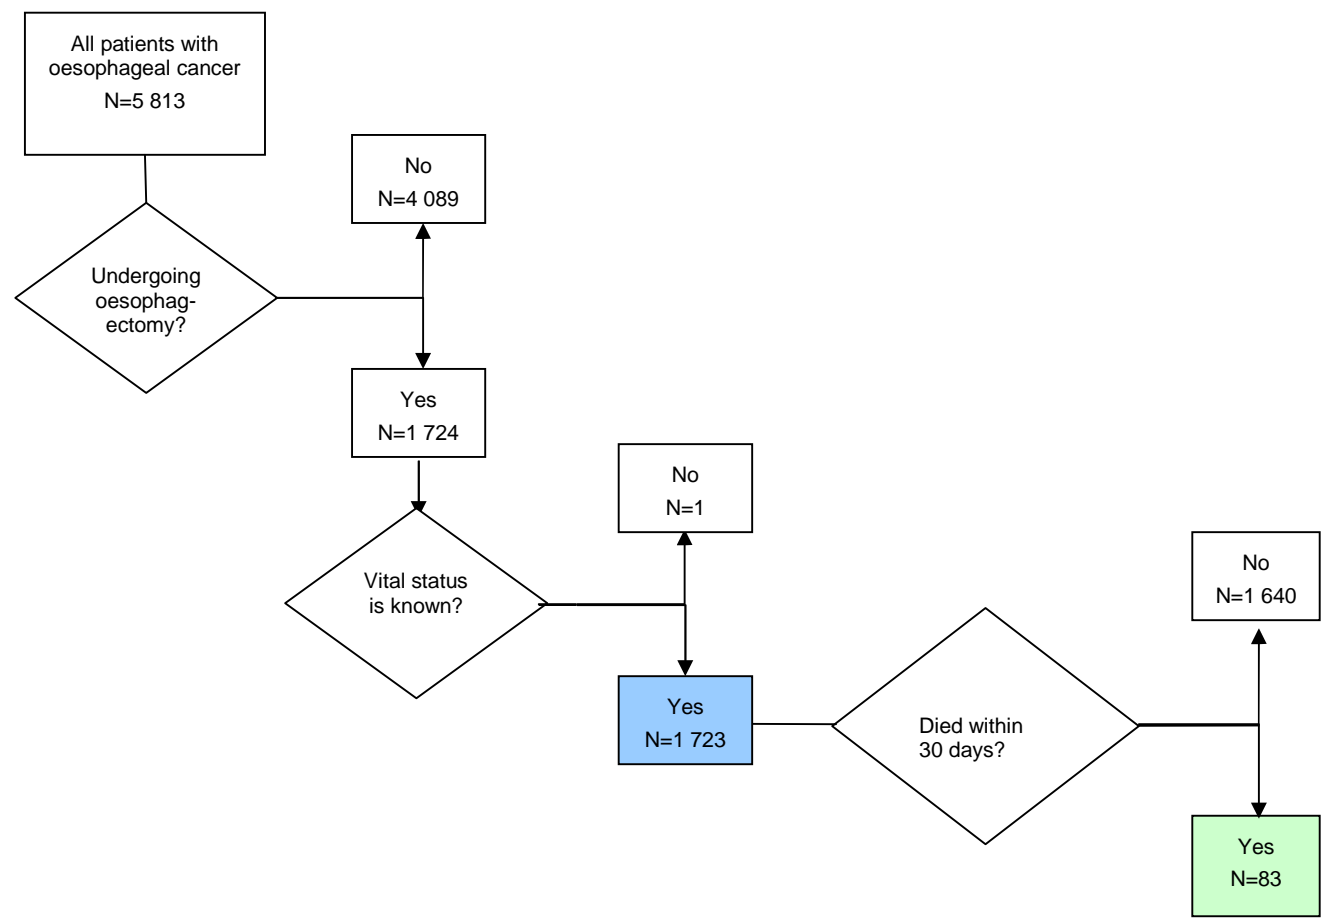 All patients with
oesophageal cancer
N=5 813
No
N=4 089
Undergoing
oesophag-
ectomy?
Yes
N=1 724
No
N=1
Vital status
is known?
Yes
N=1 723
No
N=1 640
Died within
30 days?
Yes
N=83